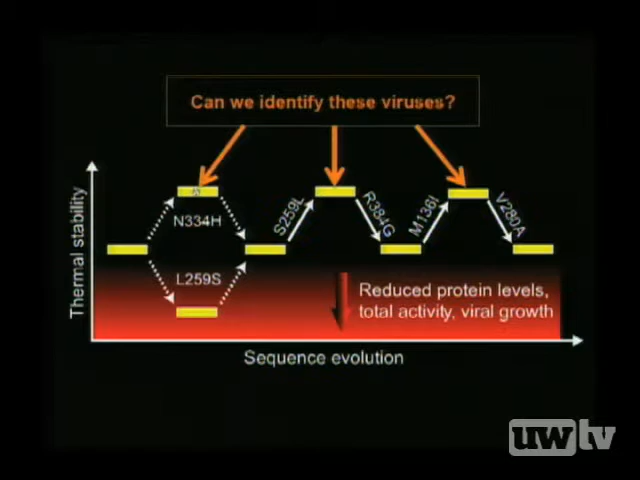 Can we identify these viruses?
Thermal stability
N334H
L259S
S259L
R384G
M136I
V280A
Reduced protein levels,
total activity, viral growth
Sequence evolution
uwtv